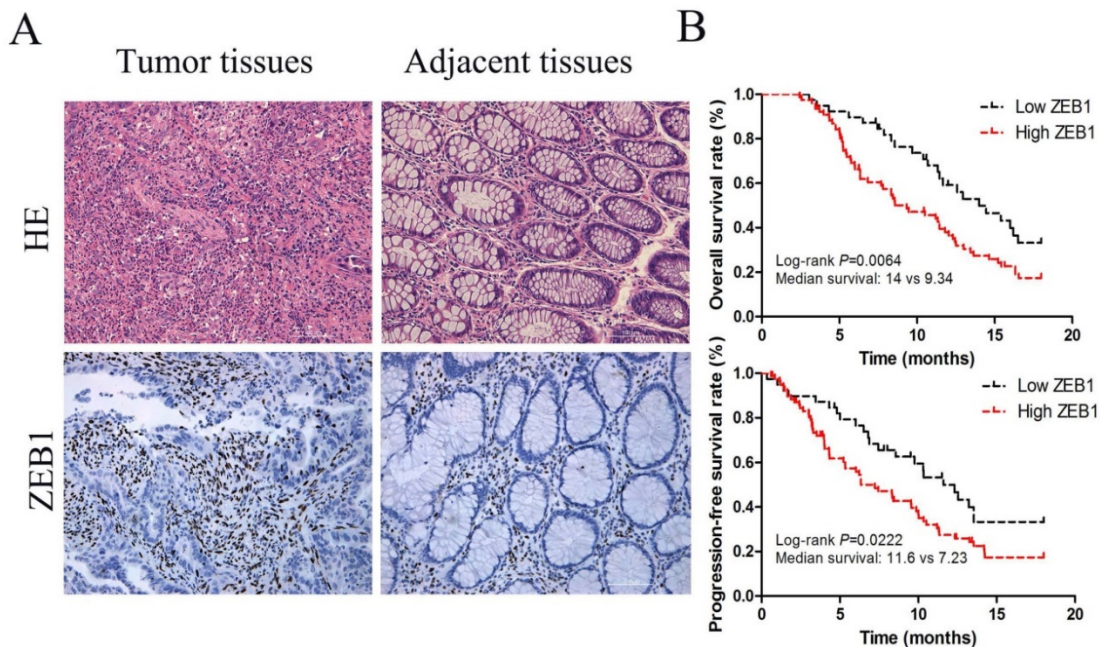 A
Tumor tissues
Adjacent tissues
HE
ZEB1
B
Overall survival rate (%)
1.0
0.8
0.6
0.4
0.2
0.0
Low ZEB1
High ZEB1
Log-rank P=0.0064
Median survival: 14 vs 9.34
0 5 10 15 20
Time (months)
Progression-free survival rate (%)
1.0
0.8
0.6
0.4
0.2
0.0
Low ZEB1
High ZEB1
Log-rank P=0.0222
Median survival: 11.6 vs 7.23
0 5 10 15 20
Time (months)